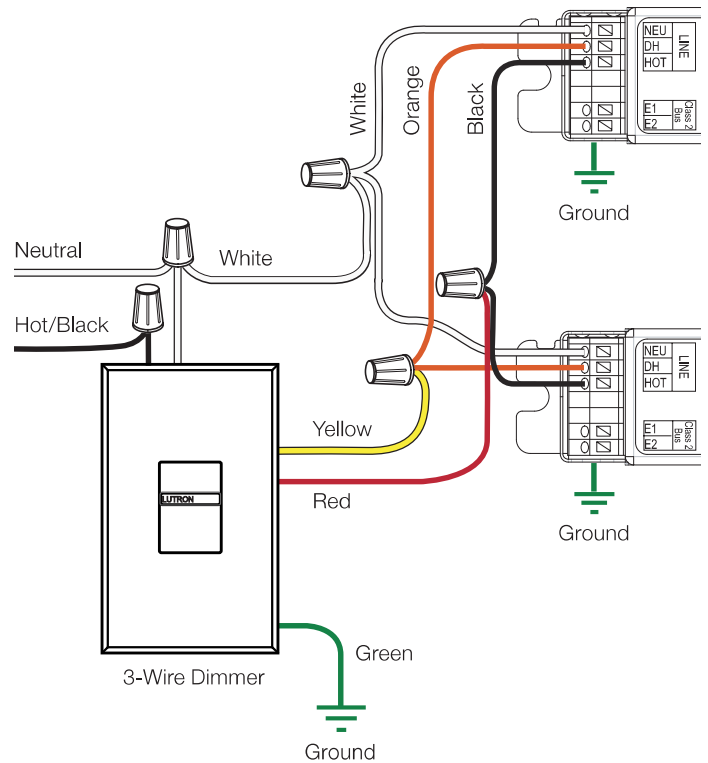 NEU
DH
HOT
LINE
E1
E2
Class 2
Bus
White
Orange
Black
Ground
Neutral
White
Hot/Black
NEU
DH
HOT
LINE
E1
E2
Class 2
Bus
Yellow
LUTRON
Red
Ground
Green
3-Wire Dimmer
Ground